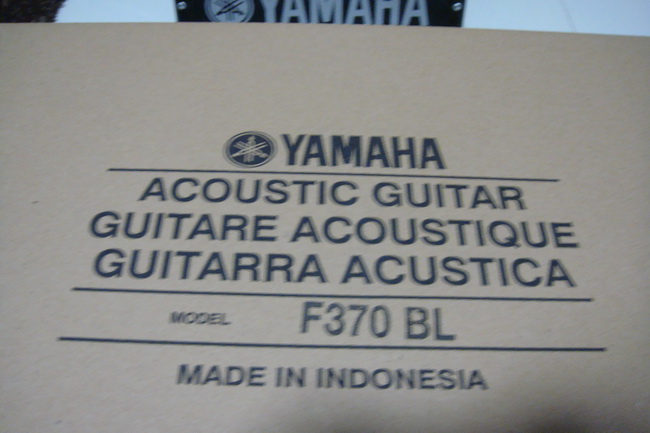 YAMAHA
YAMAHA
ACOUSTIC GUITAR
GUITARE ACOUSTIQUE
GUITARRA ACUSTICA
MODEL F370 BL
MADE IN INDONESIA